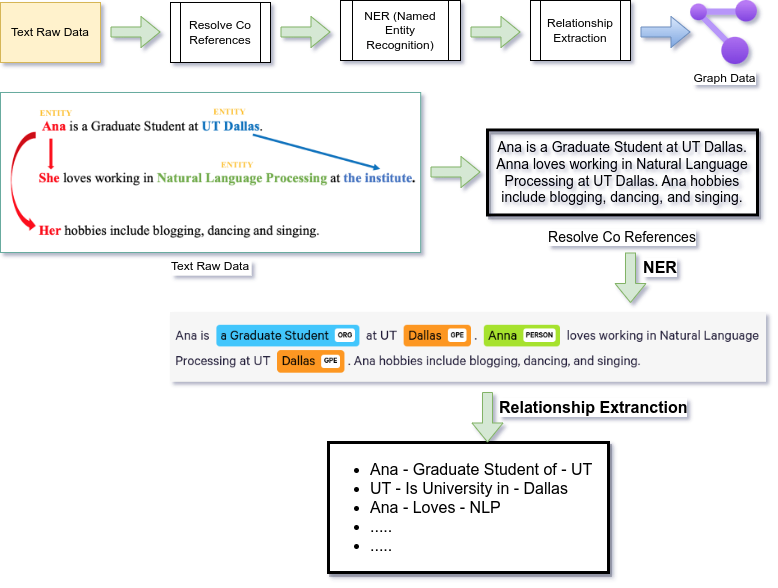 Text Raw Data
Resolve Co
References
NER (Named
Entity
Recognition)
Relationship
Extraction
Graph Data
ENTITY
ENTITY
Ana is a Graduate Student at UT Dallas.
ENTITY
She loves working in Natural Language Processing at the institute.
Her hobbies include blogging, dancing and singing.
Text Raw Data
Ana is a Graduate Student at UT Dallas.
Anna loves working in Natural Language
Processing at UT Dallas. Ana hobbies
include blogging, dancing, and singing.
Resolve Co References
NER
Ana is a Graduate Student ORG at UT Dallas GPE . Anna PERSON loves working in Natural Language
Processing at UT Dallas GPE . Ana hobbies include blogging, dancing, and singing.
Relationship Extranction
• Ana - Graduate Student of - UT
• UT - Is University in - Dallas
• Ana - Loves - NLP
• .....
• .....